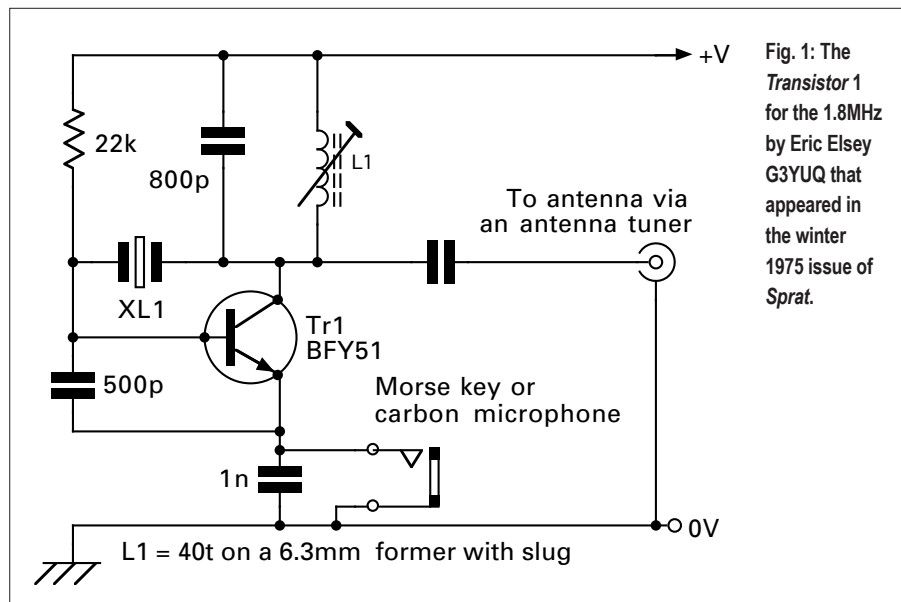 +V
22k
800p
L1
To antenna via
an antenna tuner
XL1
Tr1
BFY51
500p
Morse key or
carbon microphone
1n
0V
L1 = 40t on a 6.3mm former with slug
Fig. 1: The
Transistor 1
for the 1.8MHz
by Eric Elsey
G3YUQ that
appeared in
the winter
1975 issue of
Sprat.